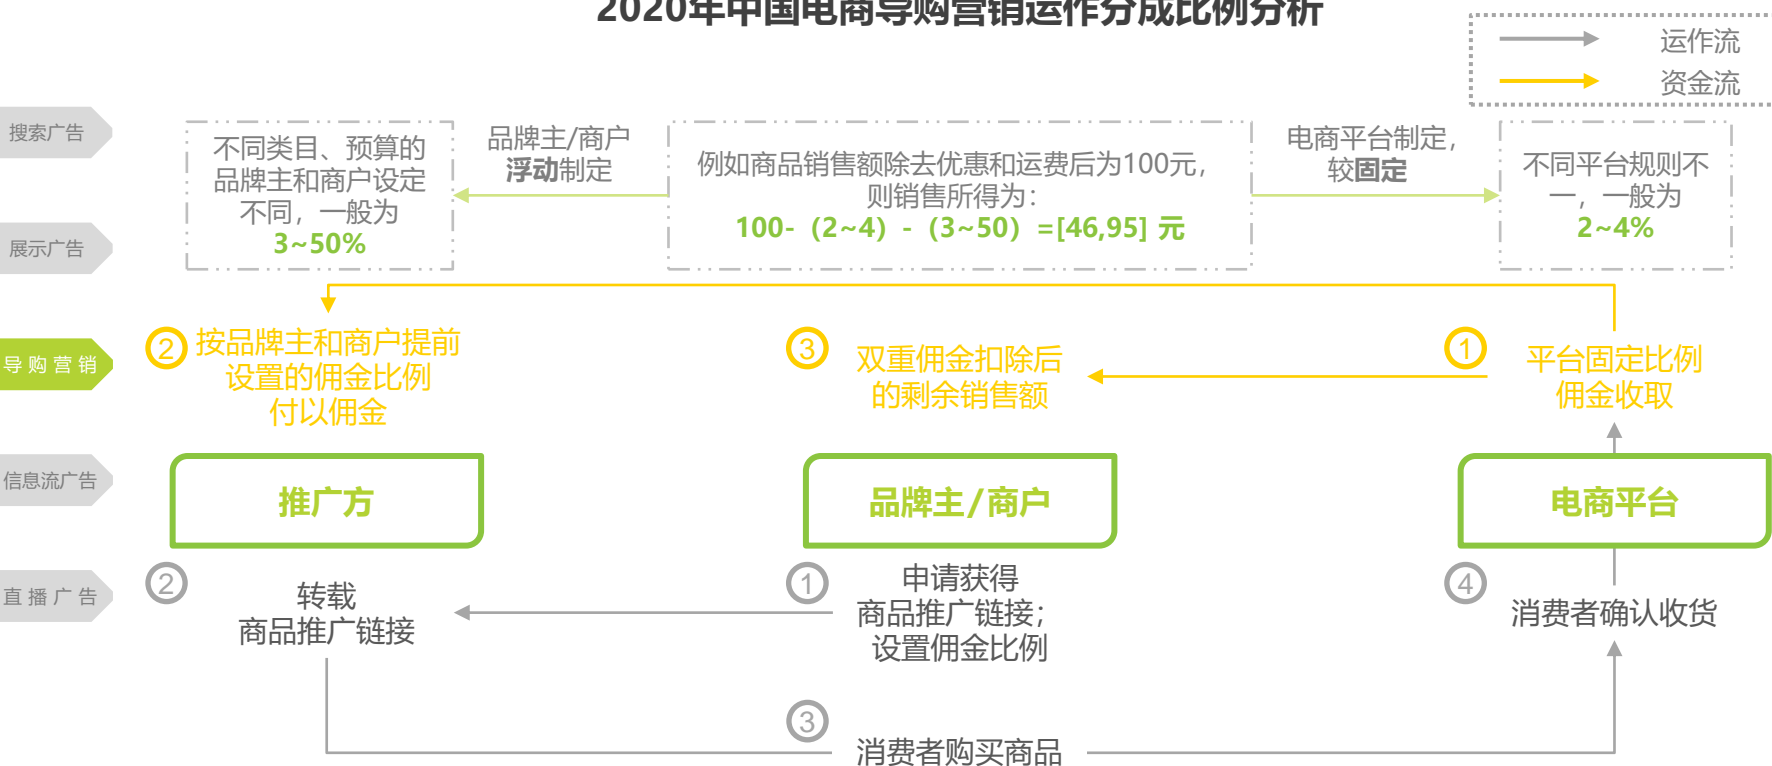 2020年中国电商导购营销运作分成比例分析
运作流
资金流
搜索广告
展示广告
导购营销
信息流广告
直播广告
不同类目、预算的
品牌主和商户设定
不同，一般为
3~50%
品牌主/商户
浮动制定
例如商品销售额除去优惠和运费后为100元，
则销售所得为：
100-（2~4）-（3~50）=[46,95] 元
电商平台制定，
较固定
不同平台规则不
一，一般为
2~4%
②
按品牌主和商户提前
设置的佣金比例
付以佣金
③
双重佣金扣除后
的剩余销售额
①
平台固定比例
佣金收取
推广方
品牌主/商户
电商平台
②
转载
商品推广链接
①
申请获得
商品推广链接；
设置佣金比例
④
消费者确认收货
③
消费者购买商品